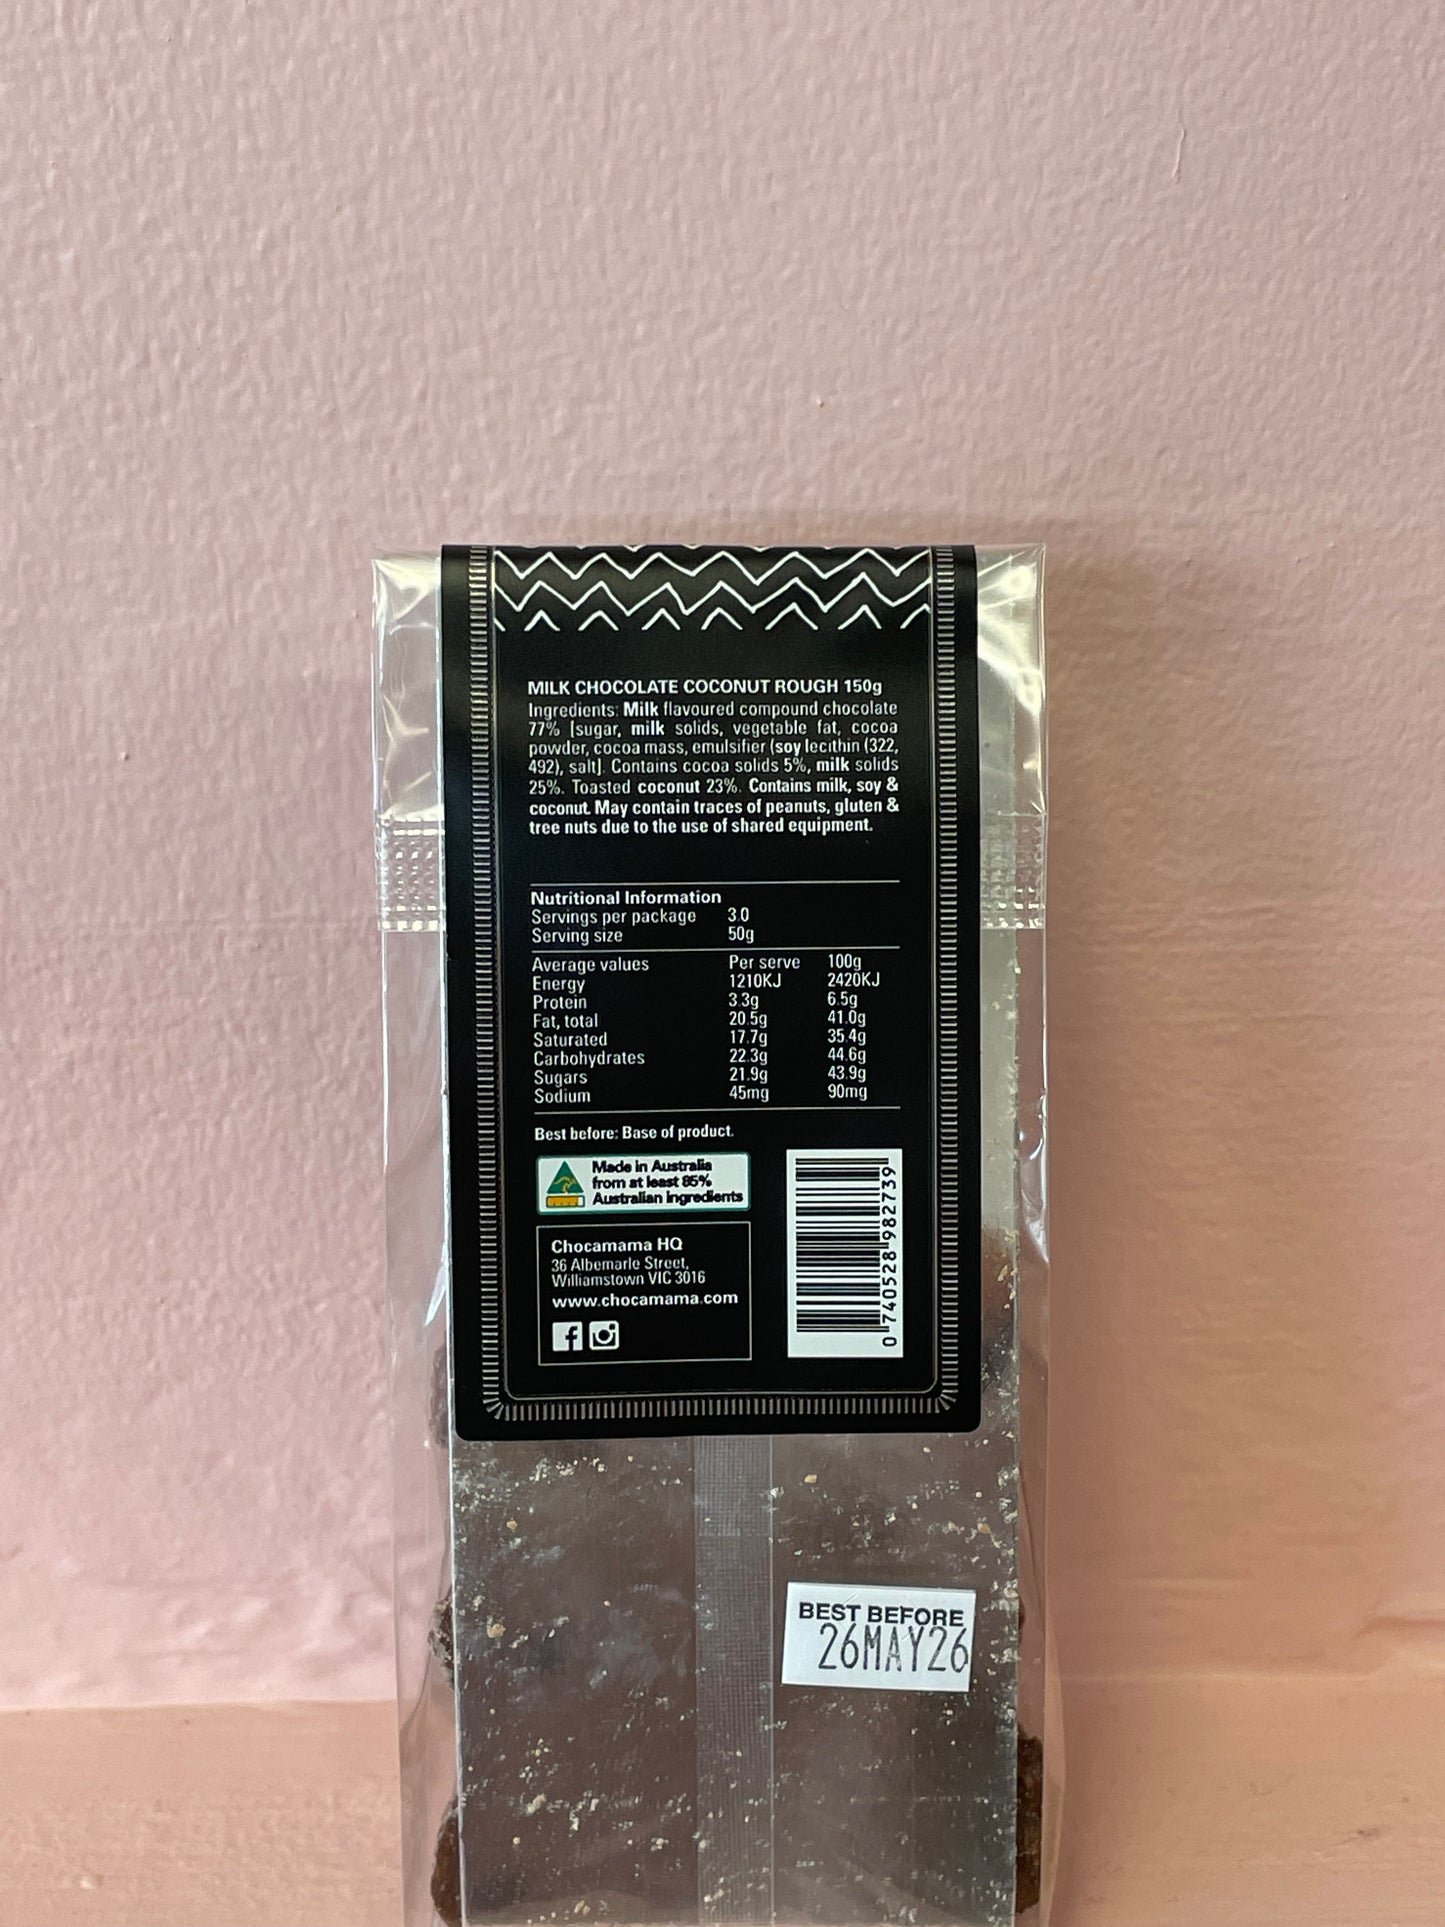 MILK CHOCOLATE COCONUT ROUGH 150g
Ingredients: Milk flavoured compound chocolate
77% [sugar, milk solids, vegetable fat, cocoa
powder, cocoa mass, emulsifier (soy lecithin (322,
492), salt]. Contains cocoa solids 5%, milk solids
25%. Toasted coconut 23%. Contains milk, soy &
coconut. May contain traces of peanuts, gluten &
tree nuts due to the use of shared equipment.
Nutritional Information
Servings per package 3.0
Serving size 50g
Average values Per serve 100g
Energy 1210KJ 2420KJ
Protein 3.3g 6.5g
Fat, total 20.5g 41.0g
Saturated 17.7g 35.4g
Carbohydrates 22.3g 44.6g
Sugars 21.9g 43.9g
Sodium 45mg 90mg
Best before: Base of product.
Made in Australia
from at least 85%
Australian ingredients
Chocamama HQ
36 Albemarle Street,
Williamstown VIC 3016
www.chocamama.com
0 740528 982739
BEST BEFORE
26MAY26